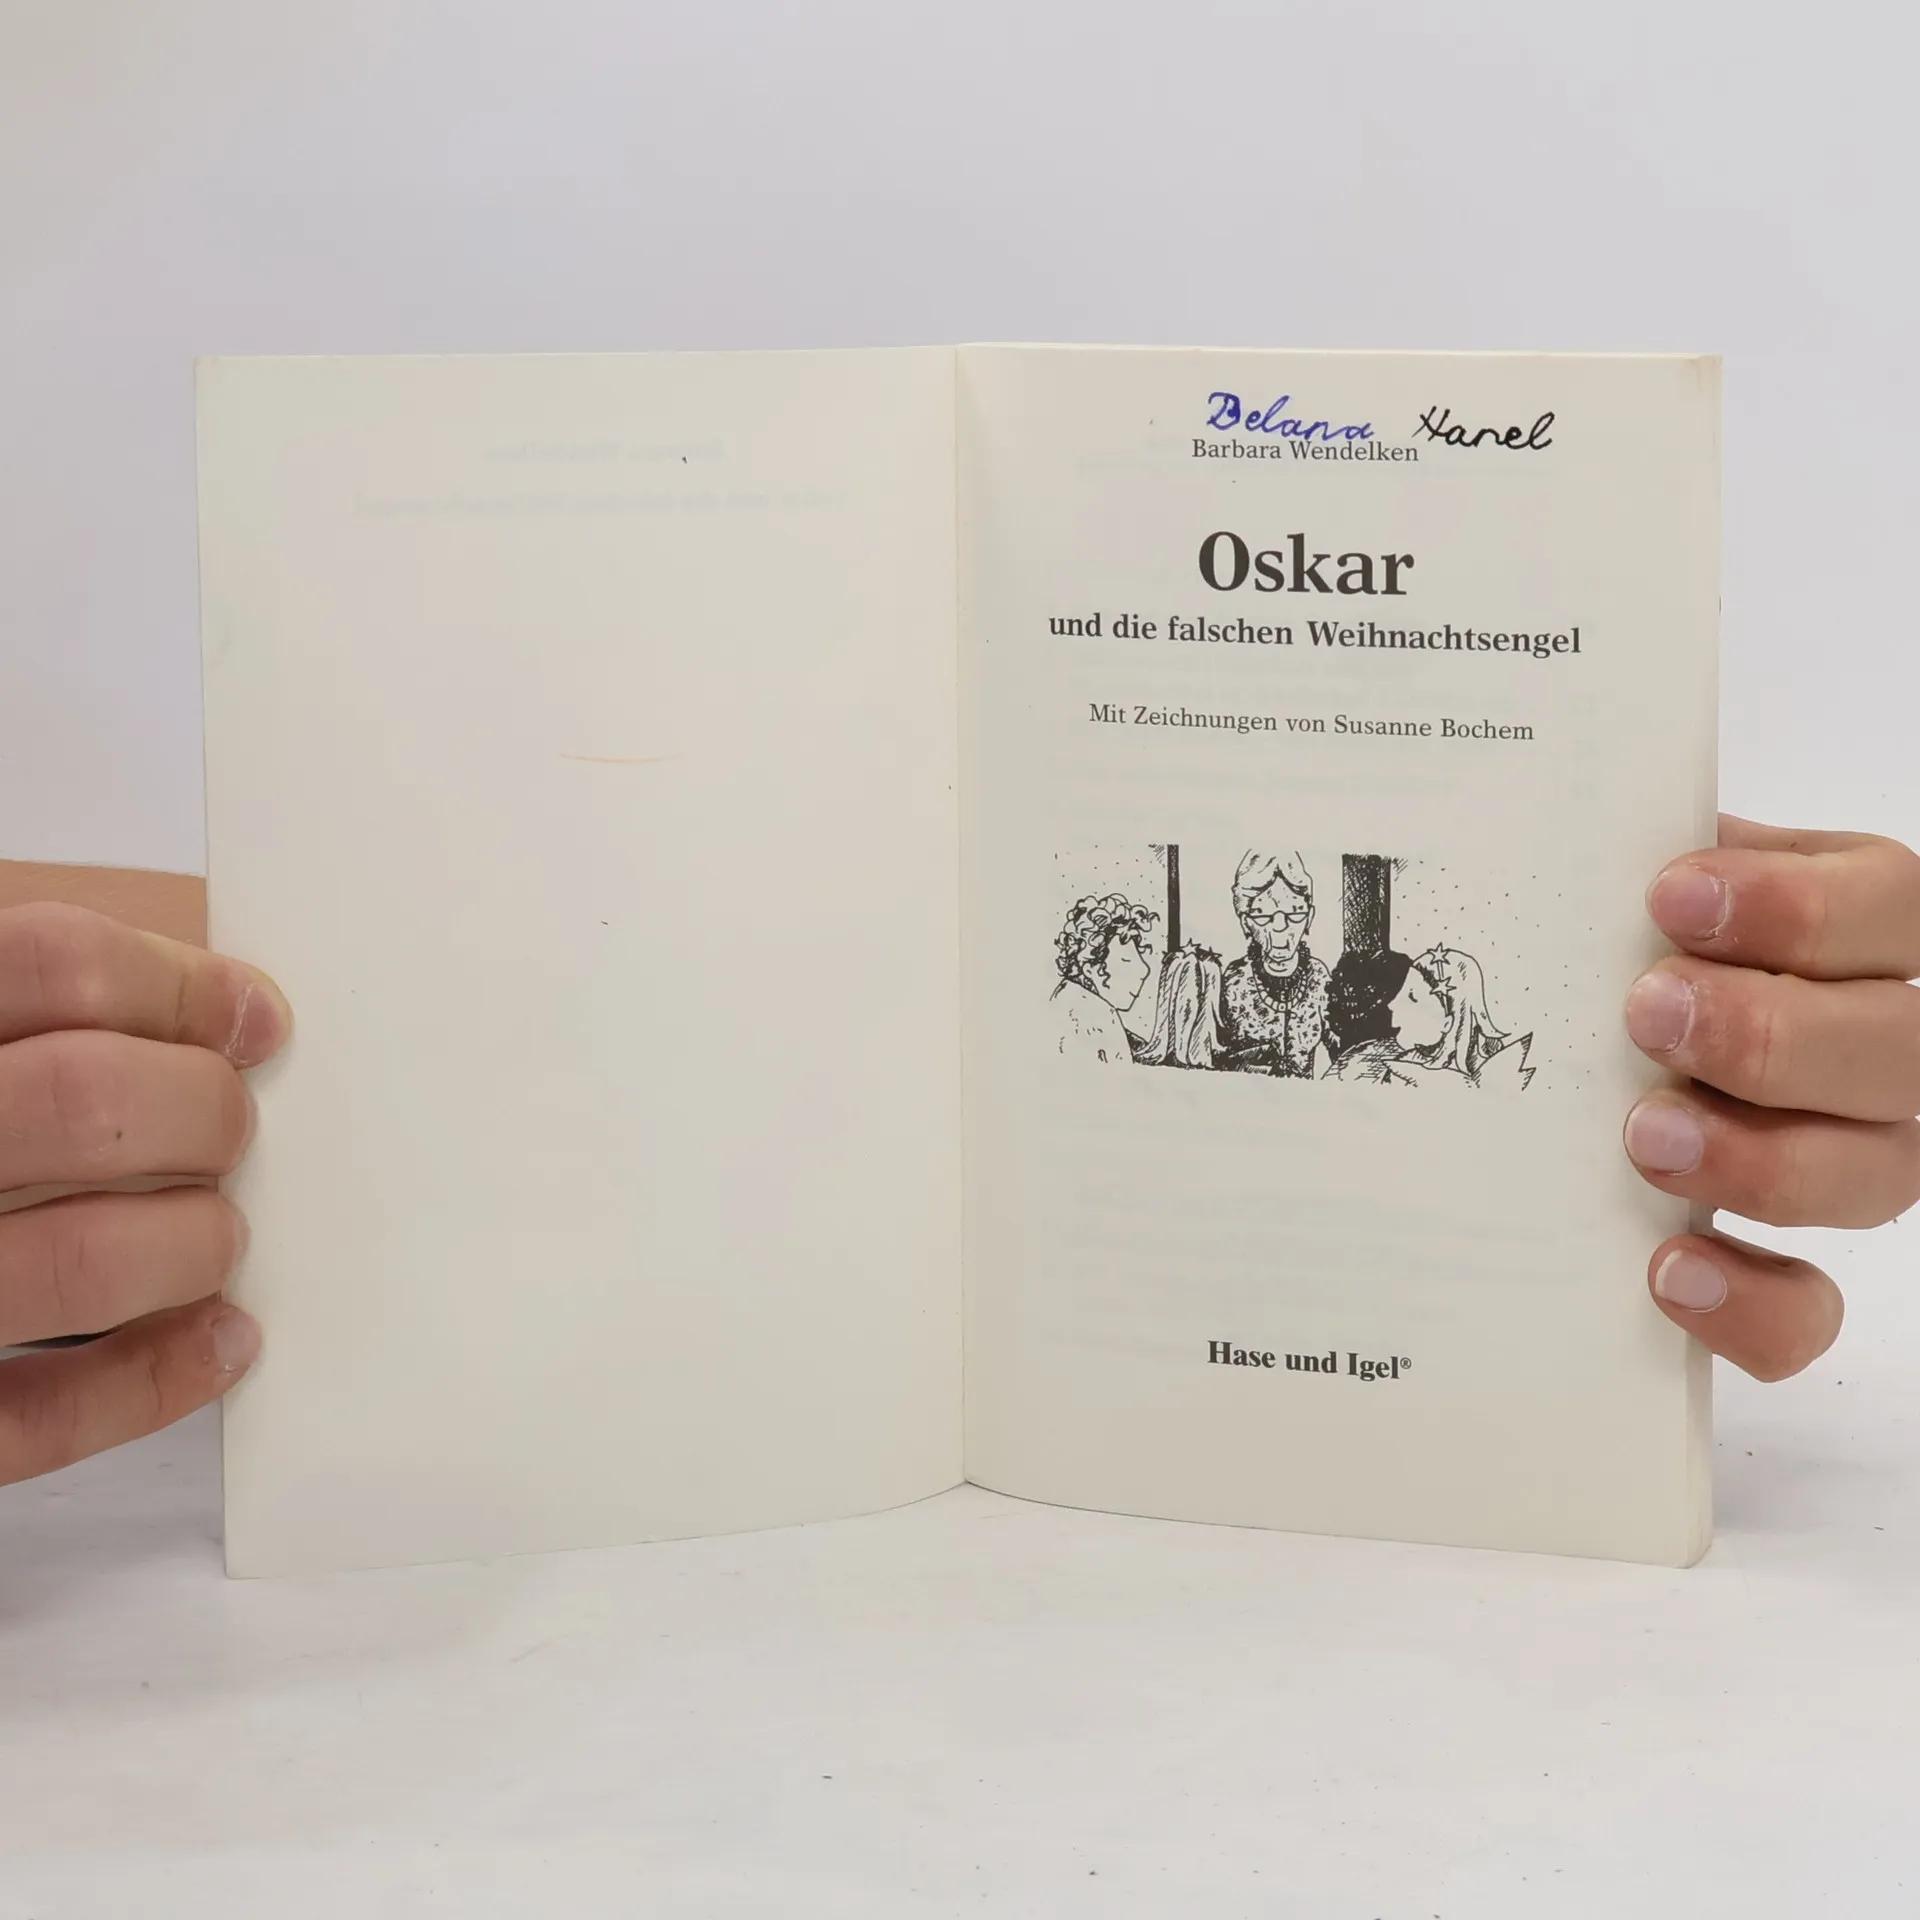 Belana Hanel
Barbara Wendelken
Oskar
und die falschen Weihnachtsengel
Mit Zeichnungen von Susanne Bochem
Hase und Igel®